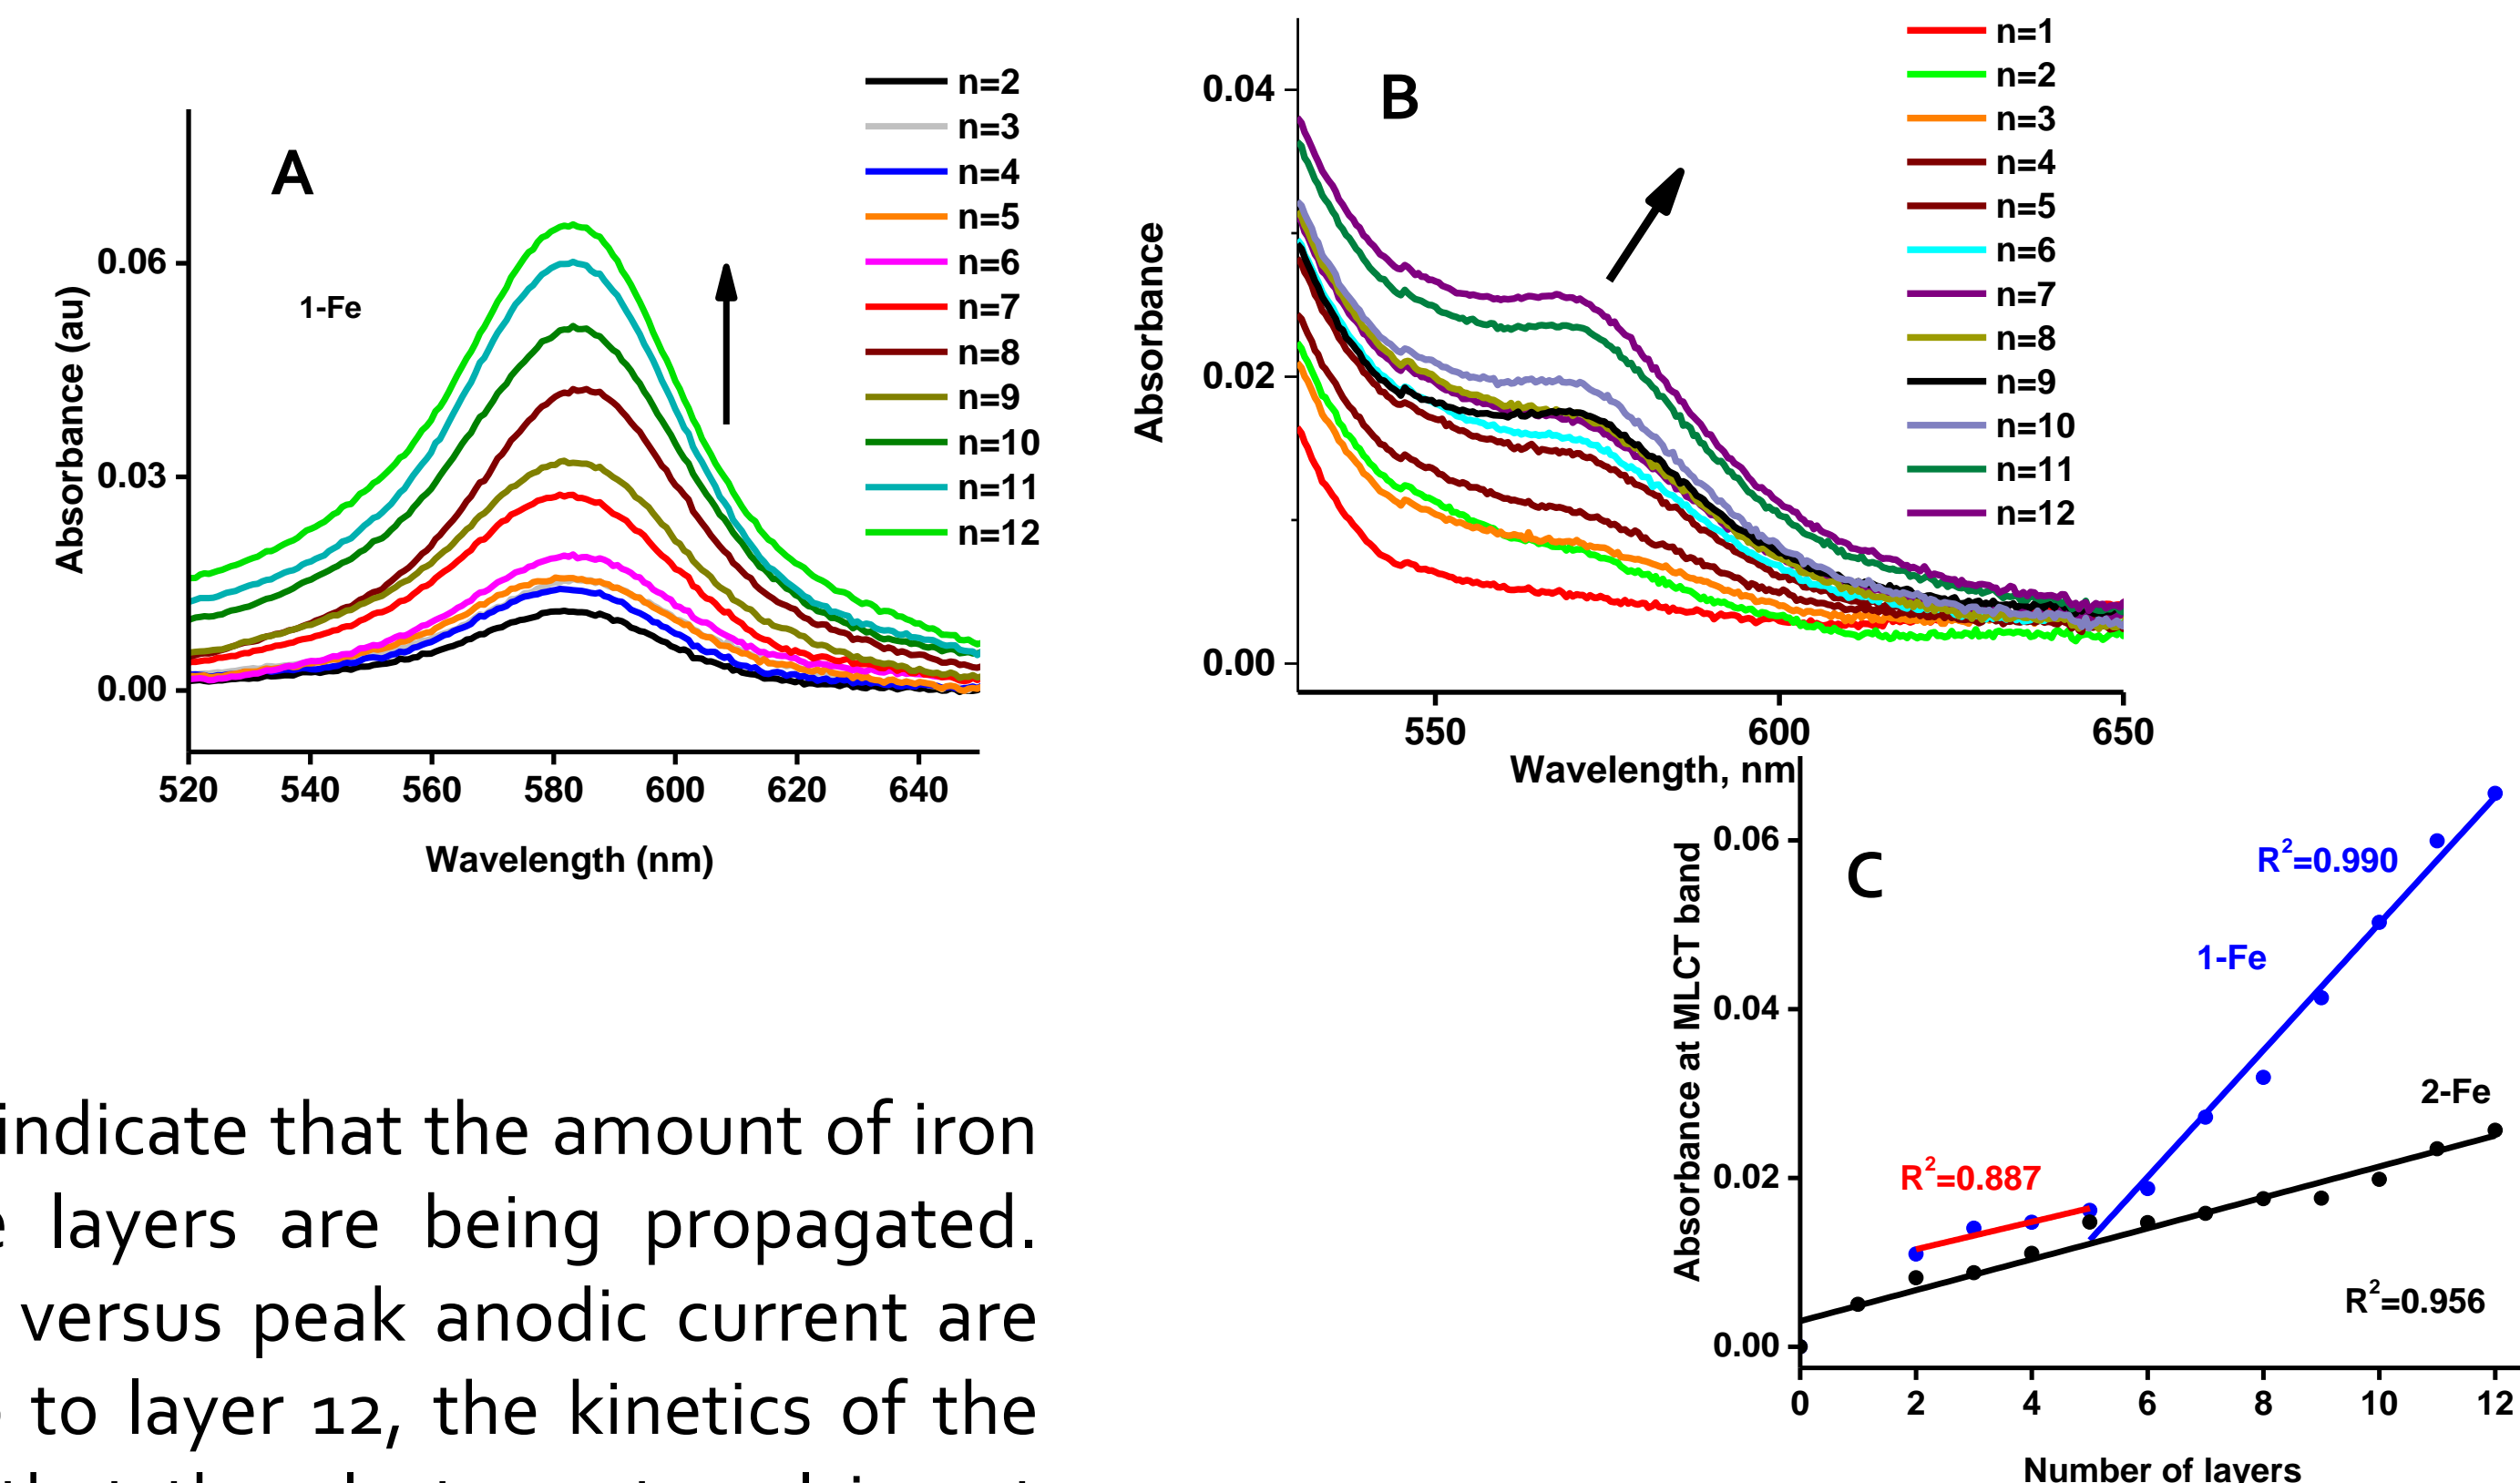 A
1-Fe
Absorbance (au)
0.06
0.03
0.00
520 540 560 580 600 620 640
Wavelength (nm)
n=2
n=3
n=4
n=5
n=6
n=7
n=8
n=9
n=10
n=11
n=12
B
Absorbance
0.04
0.02
0.00
550 600 650
Wavelength, nm
n=1
n=2
n=3
n=4
n=5
n=6
n=7
n=8
n=9
n=10
n=11
n=12
C
Absorbance at MLCT band
0.06
0.04
0.02
0.00
R²=0.990
1-Fe
2-Fe
R²=0.887
R²=0.956
0 2 4 6 8 10 12
Number of layers
indicate that the amount of iron
layers are being propagated.
versus peak anodic current are
to layer 12, the kinetics of the